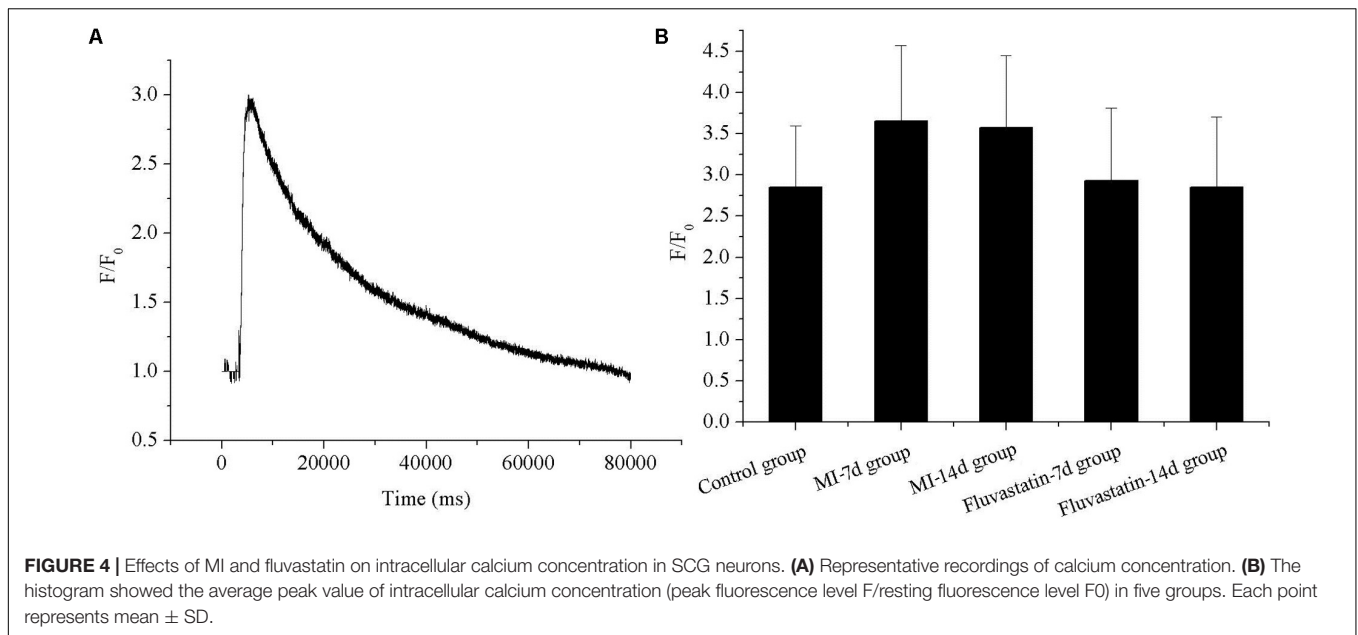 A
F/F0
3.0
2.5
2.0
1.5
1.0
0.5
0 20000 40000 60000 80000
Time (ms)
B
F/F0
4.5
4.0
3.5
3.0
2.5
2.0
1.5
1.0
0.5
0.0
Control group
MI-7d group
MI-14d group
Fluvastatin-7d group
Fluvastatin-14d group
FIGURE 4 | Effects of MI and fluvastatin on intracellular calcium concentration in SCG neurons. (A) Representative recordings of calcium concentration. (B) The
histogram showed the average peak value of intracellular calcium concentration (peak fluorescence level F/resting fluorescence level F0) in five groups. Each point
represents mean ± SD.